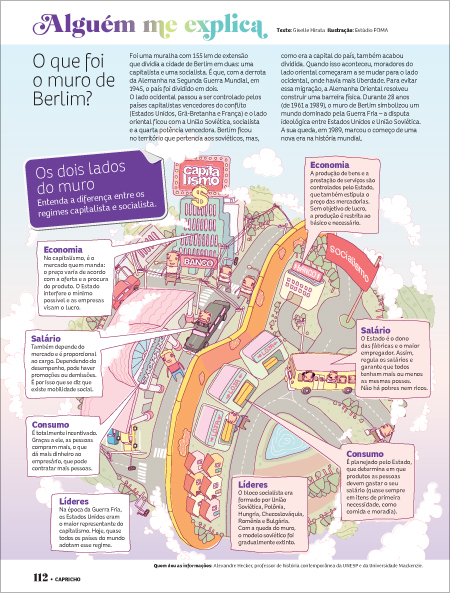 Alguém me explica
Texto: Giselle Hirata Ilustração: Estúdio FOMA
O que foi
o muro de
Berlim?
Foi uma muralha com 155 km de extensão
que dividia a cidade de Berlim em duas: uma
capitalista e uma socialista. É que, com a derrota
da Alemanha na Segunda Guerra Mundial, em
1945, o país foi dividido em dois.
O lado ocidental passou a ser controlado pelos
países capitalistas vencedores do conflito
(Estados Unidos, Grã-Bretanha e França) e o lado
oriental ficou com a União Soviética, socialista
e a quarta potência vencedora. Berlim ficou
no território que pertencia aos soviéticos, mas,
como era a capital do país, também acabou
dividida. Quando isso aconteceu, moradores do
lado oriental começaram a se mudar para o lado
ocidental, onde havia mais liberdade. Para evitar
essa migração, a Alemanha Oriental resolveu
construir uma barreira física. Durante 28 anos
(de 1961 a 1989), o muro de Berlim simbolizou um
mundo dominado pela Guerra Fria – a disputa
ideológica entre Estados Unidos e União Soviética.
A sua queda, em 1989, marcou o começo de uma
nova era na história mundial.
Os dois lados
do muro
Entenda a diferença entre os
regimes capitalista e socialista.
capita
lismo
$
BANCO
Economia
A produção de bens e a
prestação de serviços são
controlados pelo Estado,
que também estipula o
preço das mercadorias.
Sem objetivo de lucro,
a produção é restrita ao
básico e necessário.
socialismo
Economia
No capitalismo, é o
mercado quem manda:
o preço varia de acordo
com a oferta e a procura
do produto. O Estado
interfere o mínimo
possível e as empresas
visam o lucro.
Salário
Também depende do
mercado e é proporcional
ao cargo. Dependendo do
desempenho, pode haver
promoções ou demissões.
É por isso que se diz que
existe mobilidade social.
Salário
O Estado é o dono
das fábricas e o maior
empregador. Assim,
regula os salários e
garante que todos
tenham mais ou menos
as mesmas posses.
Não há pobres nem ricos.
Consumo
É totalmente incentivado.
Graças a ele, as pessoas
compram mais, o que
dá mais dinheiro ao
empresário, que pode
contratar mais pessoas.
Consumo
É planejado pelo Estado,
que determina em que
produtos as pessoas
devem gastar o seu
salário (quase sempre
em itens de primeira
necessidade, como
comida e moradia).
Líderes
Na época da Guerra Fria,
os Estados Unidos eram
o maior representante do
capitalismo. Hoje, quase
todos os países do mundo
adotam esse regime.
Líderes
O bloco socialista era
formado por União
Soviética, Polônia,
Hungria, Checoslováquia,
Romênia e Bulgária.
Com a queda do muro,
o modelo soviético foi
gradualmente extinto.
Quem deu as informações: Alexandre Hecker, professor de história contemporânea da UNESP e da Universidade Mackenzie.
112 • CAPRICHO